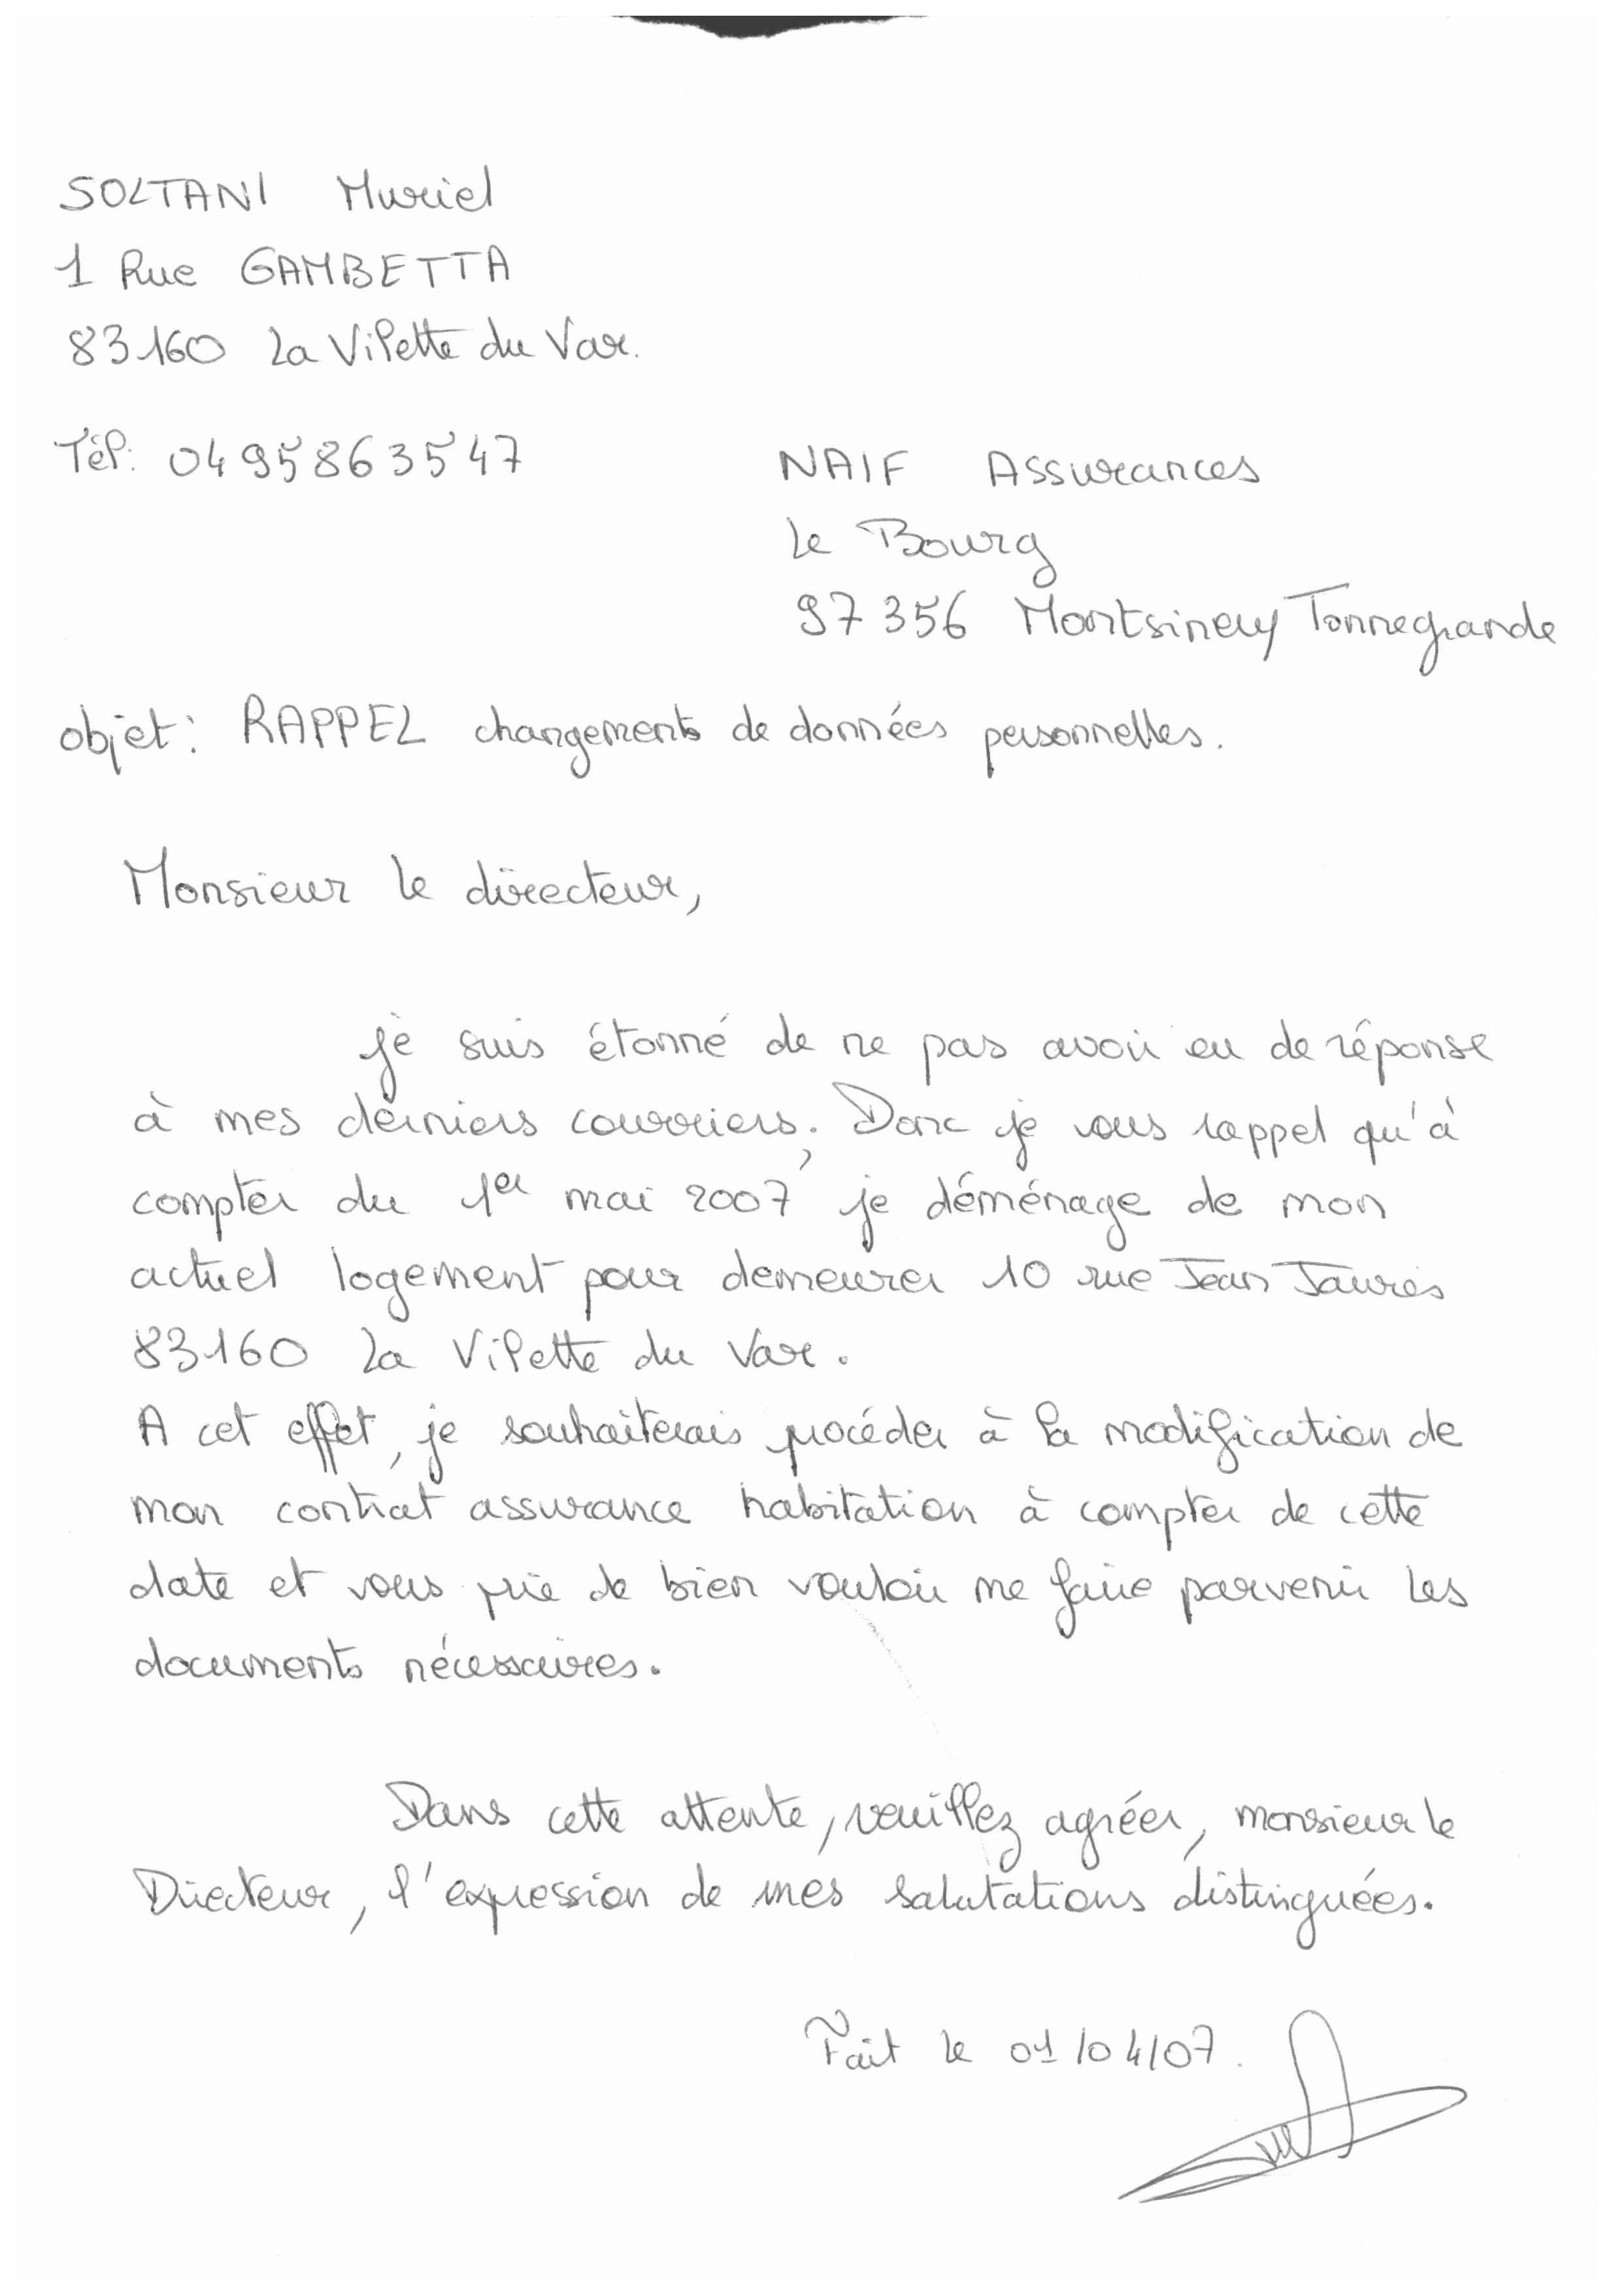 SOLTANI Muriel
1 Rue GAMBETTA
83160 La Vilette du Var.
Tél: 0495863547
NAIF Assurances
Le Bourg
97356 Montsinery Tonnegrande
objet: RAPPEL changements de données personnelles.
Monsieur le directeur,
je suis étonné de ne pas avoir eu de réponse
à mes derniers courriers. Donc je vous rappel qu'à
compter du 1er mai 2007, je déménage de mon
actuel logement pour demeurer 10 rue Jean Jaurès
83160 La Vilette du Var.
A cet effet, je souhaiterais procéder à la modification de
mon contrat assurance habitation à compter de cette
date et vous prie de bien vouloir me faire parvenir les
documents nécessaires.
Dans cette attente, veuillez agréer, monsieur le
Directeur, l'expression de mes salutations distinguées.
Fait le 01/04/07.